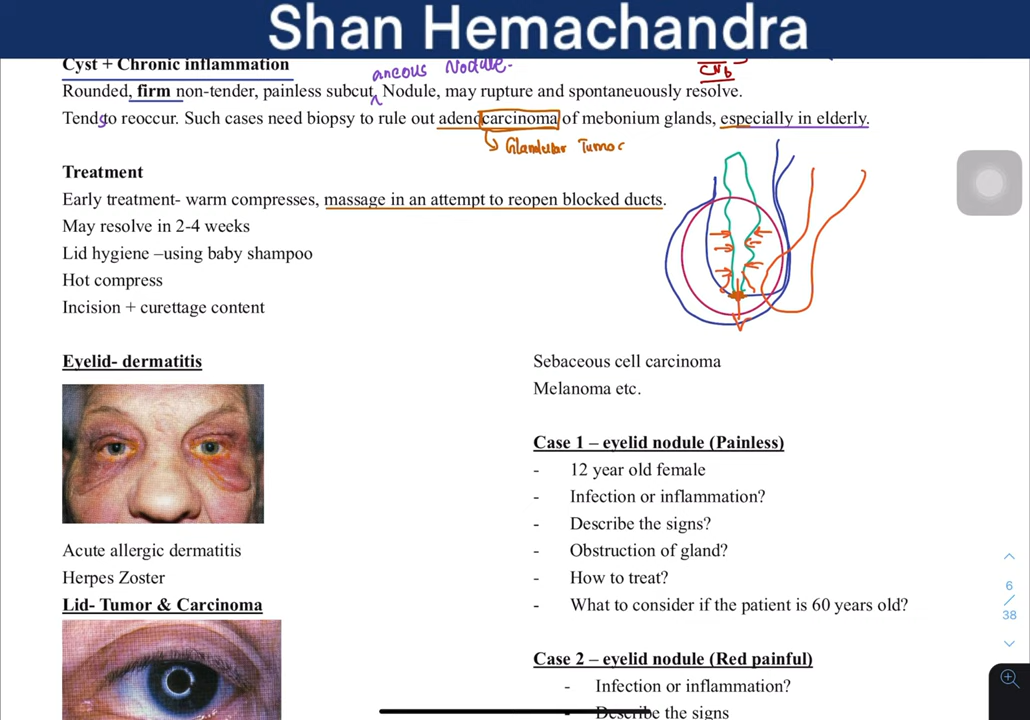 Shan Hemachandra
Cyst + Chronic inflammation
aneous Nodule.
CN6
Rounded, firm non-tender, painless subcut Nodule, may rupture and spontaneuously resolve.
Tends to reoccur. Such cases need biopsy to rule out adenocarcinoma of mebonium glands, especially in elderly.
Glandular Tumor
Treatment
Early treatment- warm compresses, massage in an attempt to reopen blocked ducts.
May resolve in 2-4 weeks
Lid hygiene –using baby shampoo
Hot compress
Incision + curettage content
Eyelid- dermatitis
Acute allergic dermatitis
Herpes Zoster
Lid- Tumor & Carcinoma
Sebaceous cell carcinoma
Melanoma etc.
Case 1 – eyelid nodule (Painless)
- 12 year old female
- Infection or inflammation?
- Describe the signs?
- Obstruction of gland?
- How to treat?
- What to consider if the patient is 60 years old?
Case 2 – eyelid nodule (Red painful)
- Infection or inflammation?
- Describe the signs
6
/
38